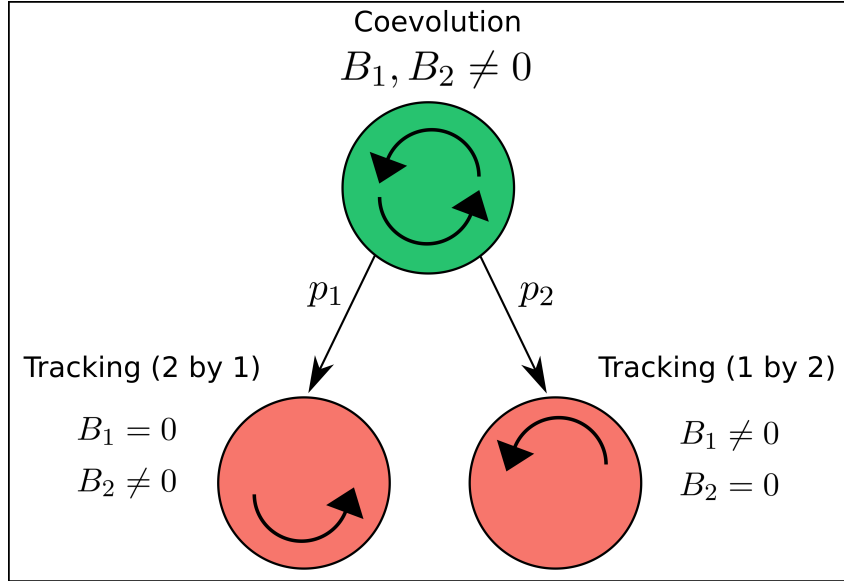 Coevolution
B₁, B₂ ≠ 0
p₁
p₂
Tracking (2 by 1)
B₁ = 0
B₂ ≠ 0
Tracking (1 by 2)
B₁ ≠ 0
B₂ = 0